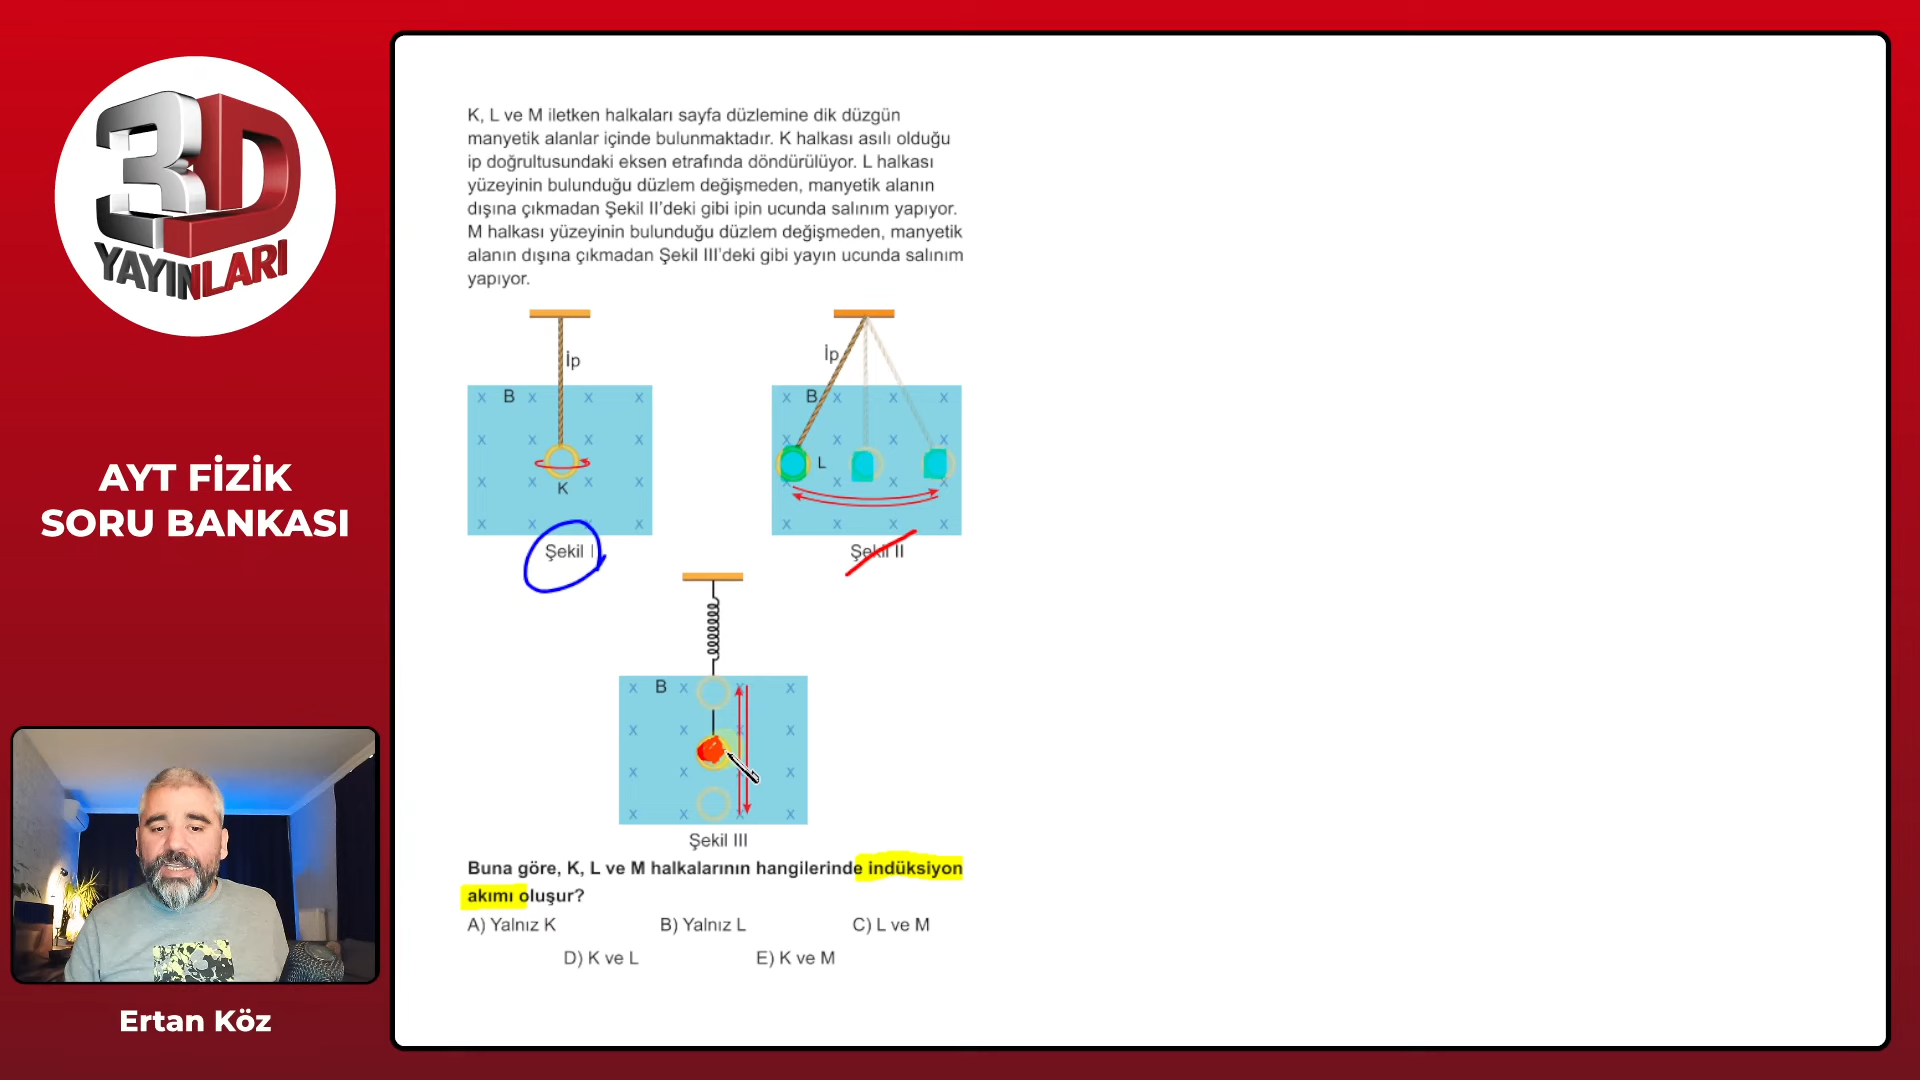 3D
YAYINLARI
AYT FİZİK
SORU BANKASI
Ertan Köz
K, L ve M iletken halkaları sayfa düzlemine dik düzgün
manyetik alanlar içinde bulunmaktadır. K halkası asılı olduğu
ip doğrultusundaki eksen etrafında döndürülüyor. L halkası
yüzeyinin bulunduğu düzlem değişmeden, manyetik alanın
dışına çıkmadan Şekil II'deki gibi ipin ucunda salınım yapıyor.
M halkası yüzeyinin bulunduğu düzlem değişmeden, manyetik
alanın dışına çıkmadan Şekil III'deki gibi yayın ucunda salınım
yapıyor.
İp
x B x x x
x x x x
x x x x
K
x x x x
Şekil I
İp
x B x x x
x x x x
L
x x x x
x x x x
Şekil II
x B x x x
x x x x
x x x x
x x x x
Şekil III
Buna göre, K, L ve M halkalarının hangilerinde indüksiyon
akımı oluşur?
A) Yalnız K B) Yalnız L C) L ve M
D) K ve L E) K ve M